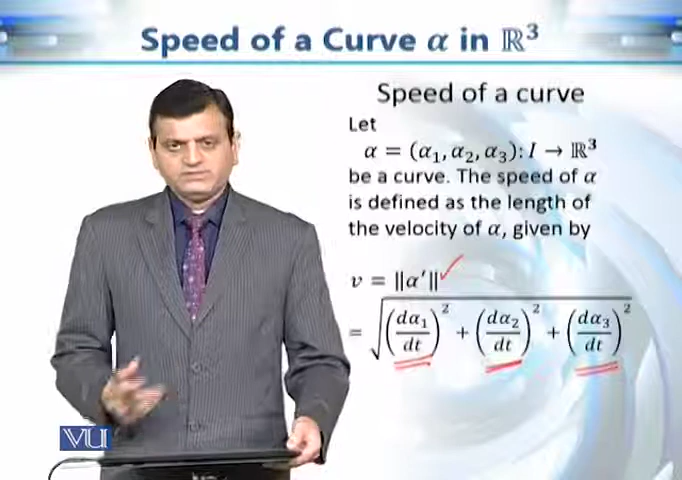 Speed of a Curve α in ℝ³
Speed of a curve
Let
α = (α₁, α₂, α₃): I → ℝ³
be a curve. The speed of α
is defined as the length of
the velocity of α, given by
v = ‖α′‖
= √((dα₁/dt)² + (dα₂/dt)² + (dα₃/dt)²)
VU